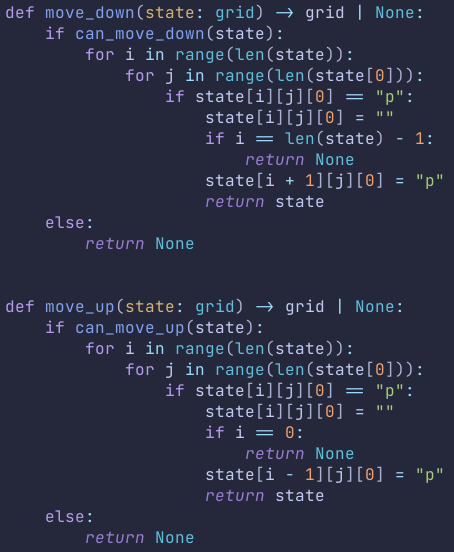 def move_down(state: grid) -> grid | None:
    if can_move_down(state):
        for i in range(len(state)):
            for j in range(len(state[0])):
                if state[i][j][0] == "p":
                    state[i][j][0] = ""
                    if i == len(state) - 1:
                        return None
                    state[i + 1][j][0] = "p"
                    return state
    else:
        return None


def move_up(state: grid) -> grid | None:
    if can_move_up(state):
        for i in range(len(state)):
            for j in range(len(state[0])):
                if state[i][j][0] == "p":
                    state[i][j][0] = ""
                    if i == 0:
                        return None
                    state[i - 1][j][0] = "p"
                    return state
    else:
        return None